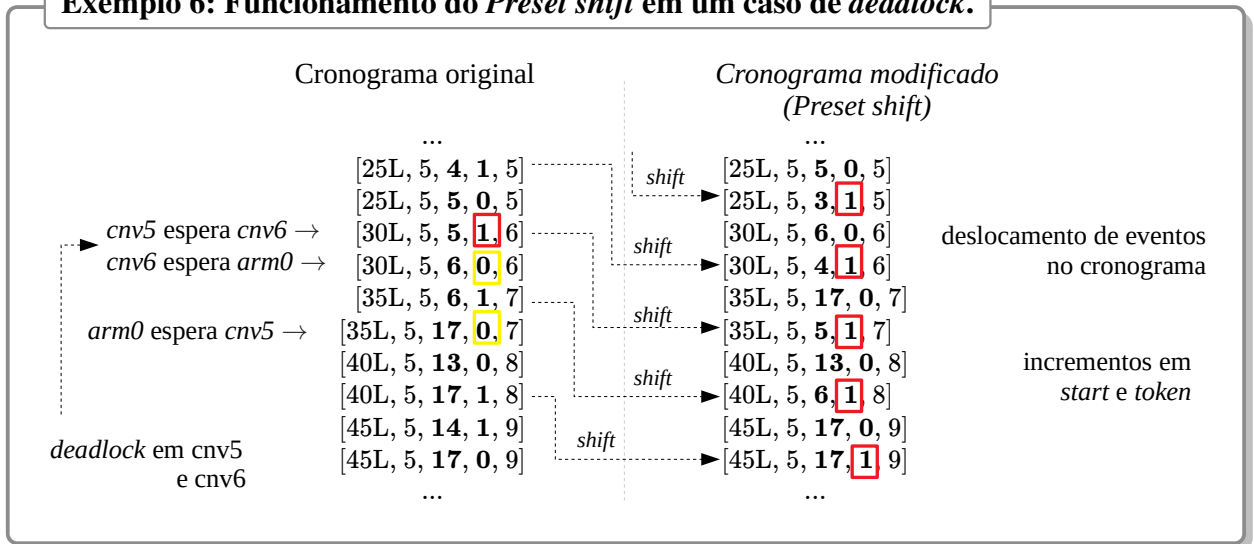 Exemplo 6: Funcionamento do Preset shift em um caso de deadlock.
Cronograma original
...
[25L, 5, 4, 1, 5]
[25L, 5, 5, 0, 5]
cnv5 espera cnv6 → [30L, 5, 5, 1, 6]
cnv6 espera arm0 → [30L, 5, 6, 0, 6]
[35L, 5, 6, 1, 7]
arm0 espera cnv5 → [35L, 5, 17, 0, 7]
[40L, 5, 13, 0, 8]
[40L, 5, 17, 1, 8]
[45L, 5, 14, 1, 9]
[45L, 5, 17, 0, 9]
...
deadlock em cnv5
e cnv6
shift
shift
shift
shift
shift
Cronograma modificado
(Preset shift)
...
[25L, 5, 5, 0, 5]
[25L, 5, 3, 1, 5]
[30L, 5, 6, 0, 6]
[30L, 5, 4, 1, 6]
[35L, 5, 17, 0, 7]
[35L, 5, 5, 1, 7]
[40L, 5, 13, 0, 8]
[40L, 5, 6, 1, 8]
[45L, 5, 17, 0, 9]
[45L, 5, 17, 1, 9]
...
deslocamento de eventos
no cronograma
incrementos em
start e token